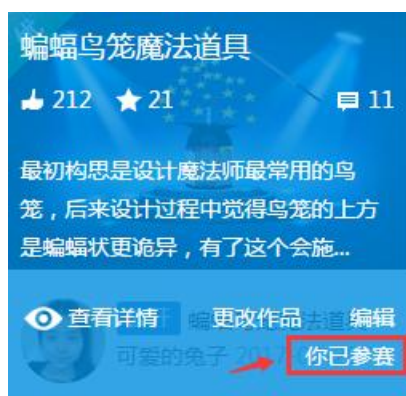 蝙蝠鸟笼魔法道具
212 21 11
最初构思是设计魔法师最常用的鸟
笼，后来设计过程中觉得鸟笼的上方
是蝙蝠状更诡异，有了这个会施...
查看详情 更改作品 编辑
可爱的兔子 你已参赛